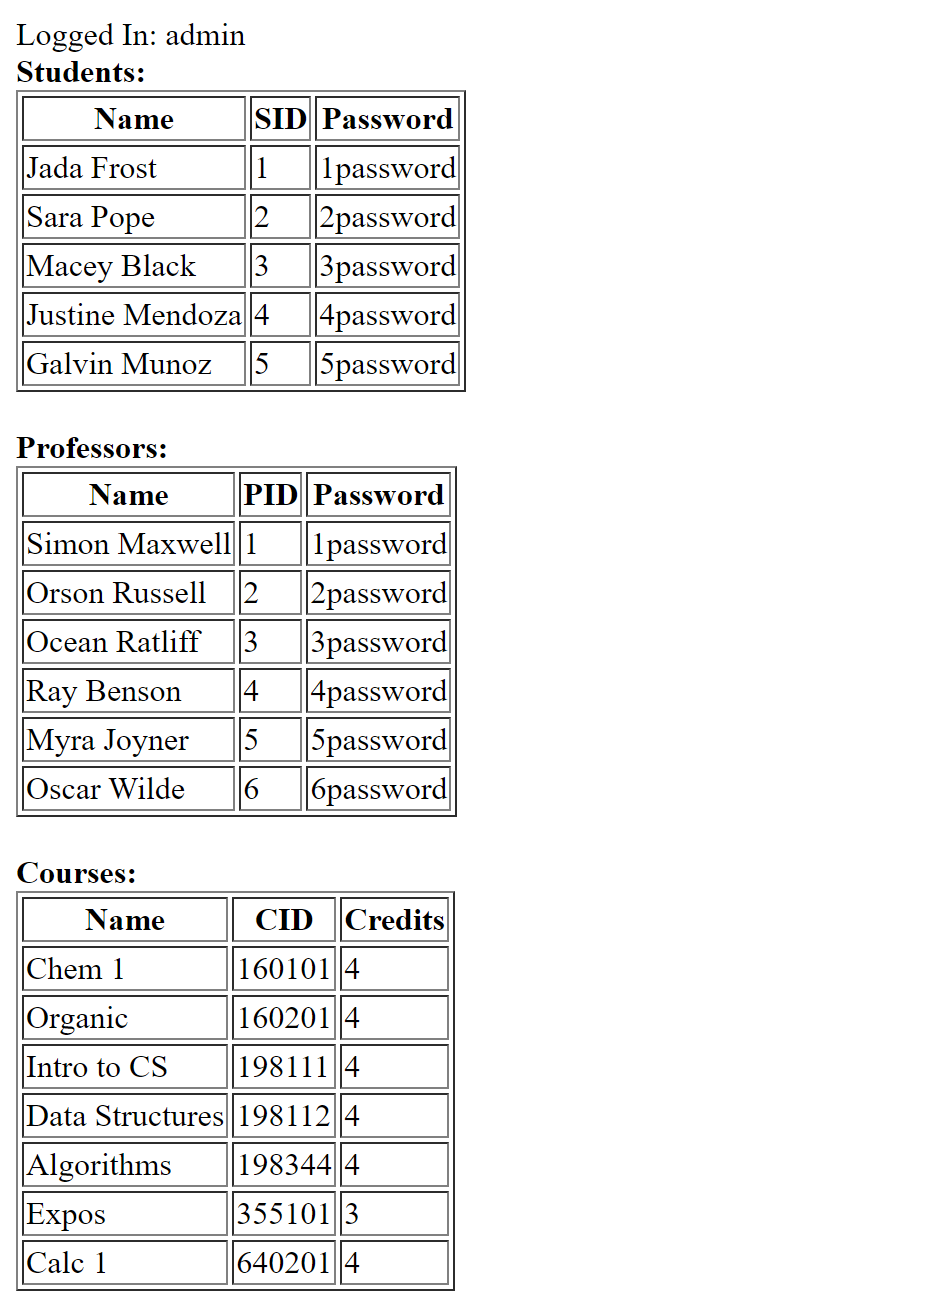 Logged In: admin
Students:
Name SID Password
Jada Frost 1 1password
Sara Pope 2 2password
Macey Black 3 3password
Justine Mendoza 4 4password
Galvin Munoz 5 5password
Professors:
Name PID Password
Simon Maxwell 1 1password
Orson Russell 2 2password
Ocean Ratliff 3 3password
Ray Benson 4 4password
Myra Joyner 5 5password
Oscar Wilde 6 6password
Courses:
Name CID Credits
Chem 1 160101 4
Organic 160201 4
Intro to CS 198111 4
Data Structures 198112 4
Algorithms 198344 4
Expos 355101 3
Calc 1 640201 4